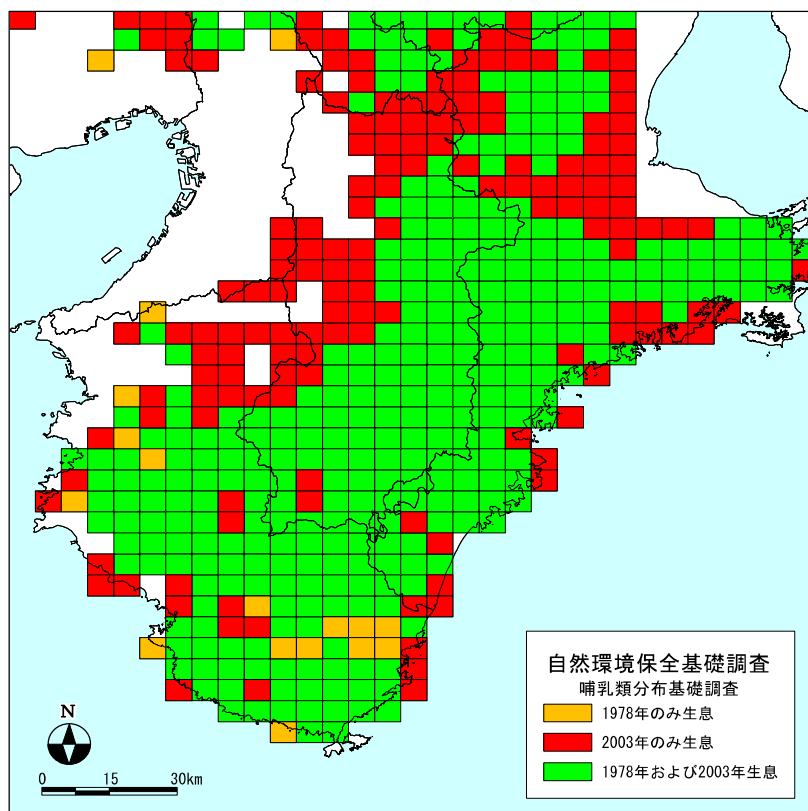 自然環境保全基礎調査
哺乳類分布基礎調査
1978年のみ生息
2003年のみ生息
1978年および2003年生息
N
0 15 30km